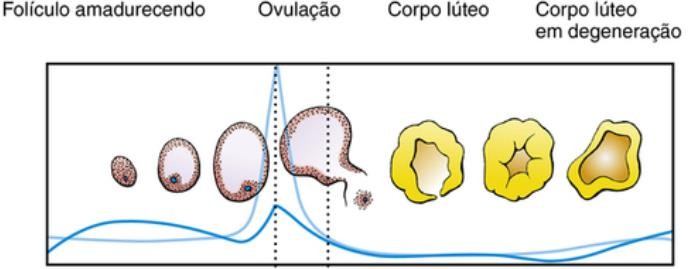 Folículo amadurecendo
Ovulação
Corpo lúteo
Corpo lúteo
em degeneração